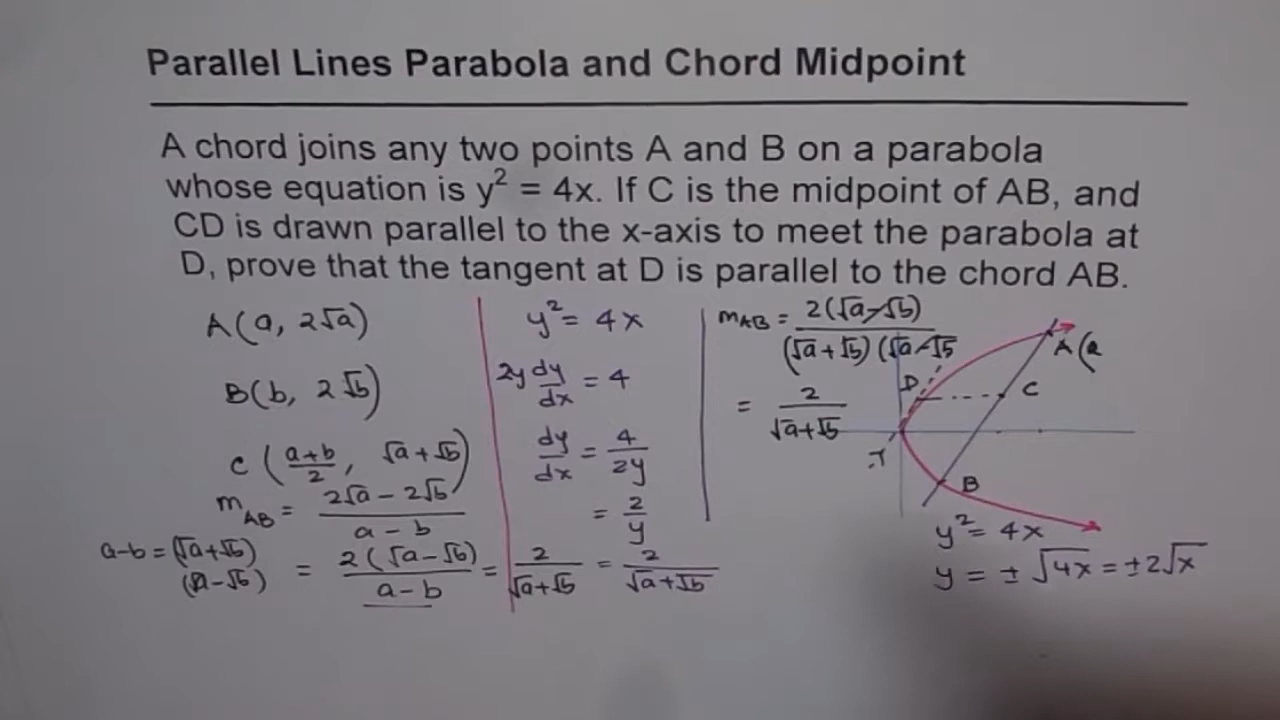 Parallel Lines Parabola and Chord Midpoint
A chord joins any two points A and B on a parabola
whose equation is y² = 4x. If C is the midpoint of AB, and
CD is drawn parallel to the x-axis to meet the parabola at
D, prove that the tangent at D is parallel to the chord AB.
A(a, 2√a)
B(b, 2√b)
C (a+b/2, √a+√b)
m_AB = 2√a - 2√b / a - b
a-b = (√a+√b)
(√a-√b)
= 2(√a-√b) / a-b = 2/√a+√b = 2/√a+√b
y² = 4x
2y dy/dx = 4
dy/dx = 4/2y
= 2/y
m_AB = 2(√a-√b) / (√a+√b)(√a-√b
= 2/√a+√b
A(a
D
C
T
B
y² = 4x
y = ± √4x = ±2√x